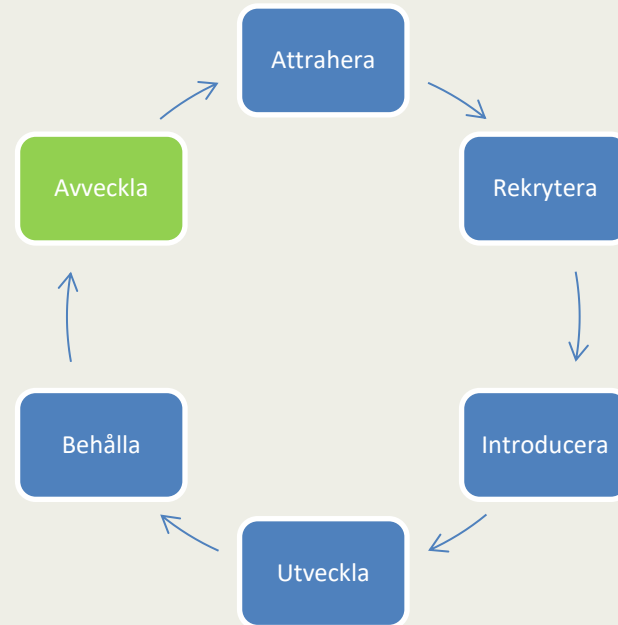 Attrahera
Rekrytera
Introducera
Utveckla
Behålla
Avveckla